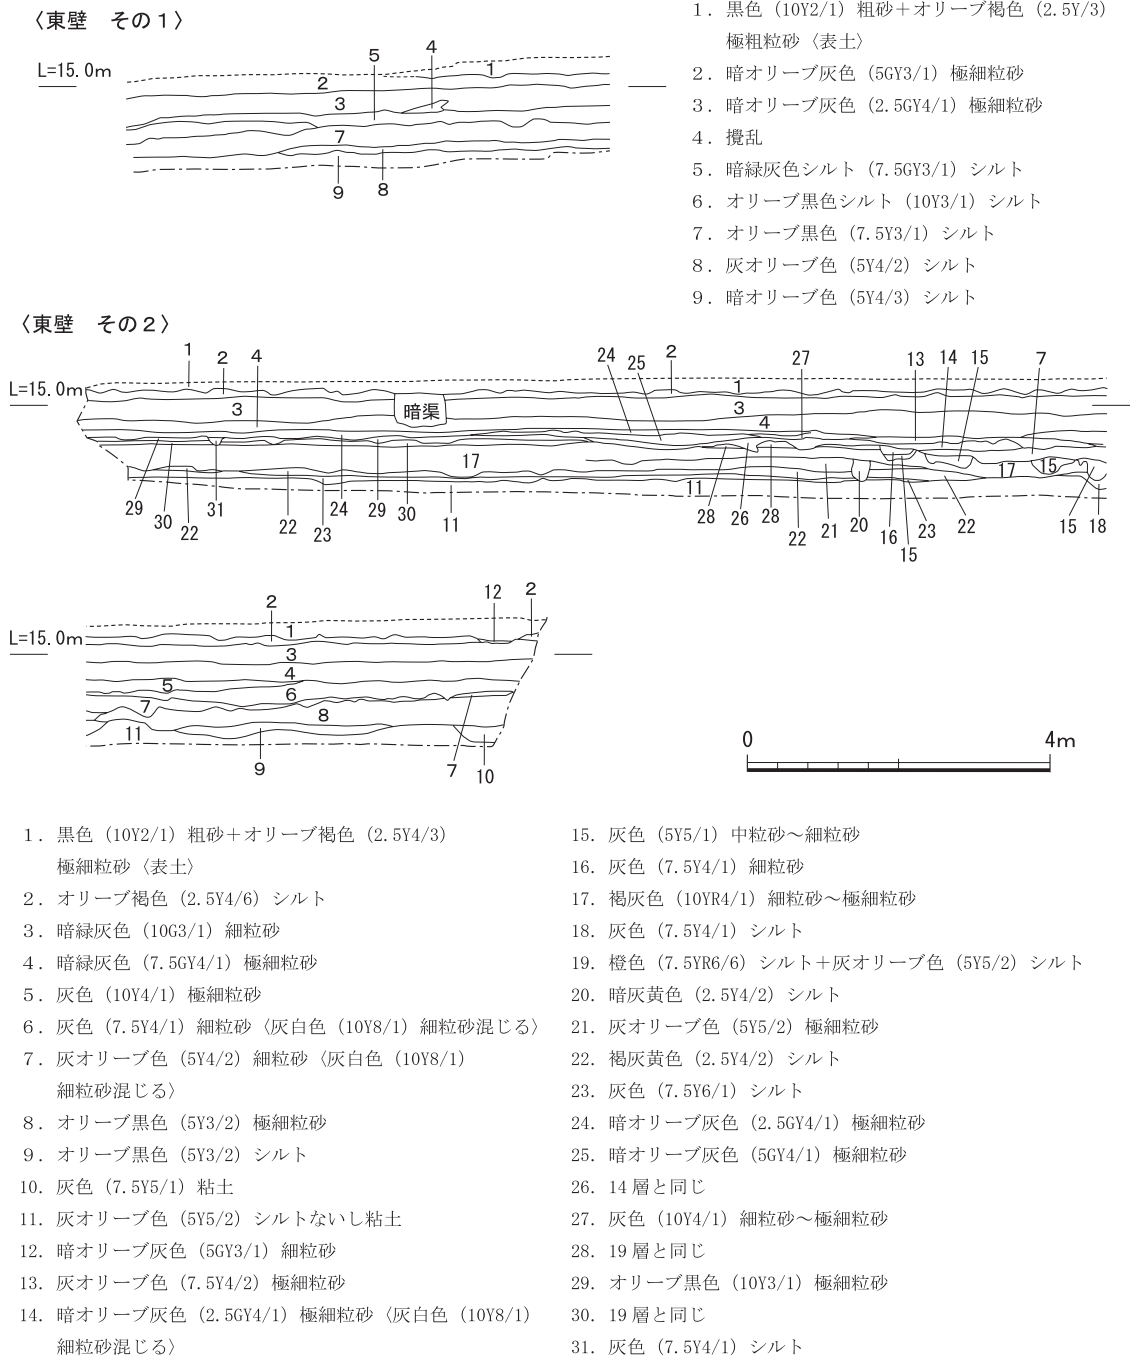 〈東壁　その１〉
L=15.0m
5
4
1
2
3
7
9
8
１．黒色（10Y2/1）粗砂＋オリーブ褐色（2.5Y/3）
極粗粒砂〈表土〉
２．暗オリーブ灰色（5GY3/1）極細粒砂
３．暗オリーブ灰色（2.5GY4/1）極細粒砂
４．攪乱
５．暗緑灰色シルト（7.5GY3/1）シルト
６．オリーブ黒色シルト（10Y3/1）シルト
７．オリーブ黒色（7.5Y3/1）シルト
８．灰オリーブ色（5Y4/2）シルト
９．暗オリーブ色（5Y4/3）シルト
〈東壁　その２〉
L=15.0m
1 2 4 24 25 2 27 13 14 15 7
1
3 暗渠 3
4
17 17 15
11
29 30 22 31 22 23 24 29 30 11 28 26 28 22 21 20 16 15 23 22 15 18
L=15.0m
2 12 2
1
3
4
5
6
7
8
11
9 7 10
0 4m
１．黒色（10Y2/1）粗砂＋オリーブ褐色（2.5Y4/3）
極細粒砂〈表土〉
２．オリーブ褐色（2.5Y4/6）シルト
３．暗緑灰色（10G3/1）細粒砂
４．暗緑灰色（7.5GY4/1）極細粒砂
５．灰色（10Y4/1）極細粒砂
６．灰色（7.5Y4/1）細粒砂〈灰白色（10Y8/1）細粒砂混じる〉
７．灰オリーブ色（5Y4/2）細粒砂〈灰白色（10Y8/1）
細粒砂混じる〉
８．オリーブ黒色（5Y3/2）極細粒砂
９．オリーブ黒色（5Y3/2）シルト
10．灰色（7.5Y5/1）粘土
11．灰オリーブ色（5Y5/2）シルトないし粘土
12．暗オリーブ灰色（5GY3/1）細粒砂
13．灰オリーブ色（7.5Y4/2）極細粒砂
14．暗オリーブ灰色（2.5GY4/1）極細粒砂〈灰白色（10Y8/1）
細粒砂混じる〉
15．灰色（5Y5/1）中粒砂～細粒砂
16．灰色（7.5Y4/1）細粒砂
17．褐灰色（10YR4/1）細粒砂～極細粒砂
18．灰色（7.5Y4/1）シルト
19．橙色（7.5YR6/6）シルト＋灰オリーブ色（5Y5/2）シルト
20．暗灰黄色（2.5Y4/2）シルト
21．灰オリーブ色（5Y5/2）極細粒砂
22．褐灰黄色（2.5Y4/2）シルト
23．灰色（7.5Y6/1）シルト
24．暗オリーブ灰色（2.5GY4/1）極細粒砂
25．暗オリーブ灰色（5GY4/1）極細粒砂
26．14層と同じ
27．灰色（10Y4/1）細粒砂～極細粒砂
28．19層と同じ
29．オリーブ黒色（10Y3/1）極細粒砂
30．19層と同じ
31．灰色（7.5Y4/1）シルト